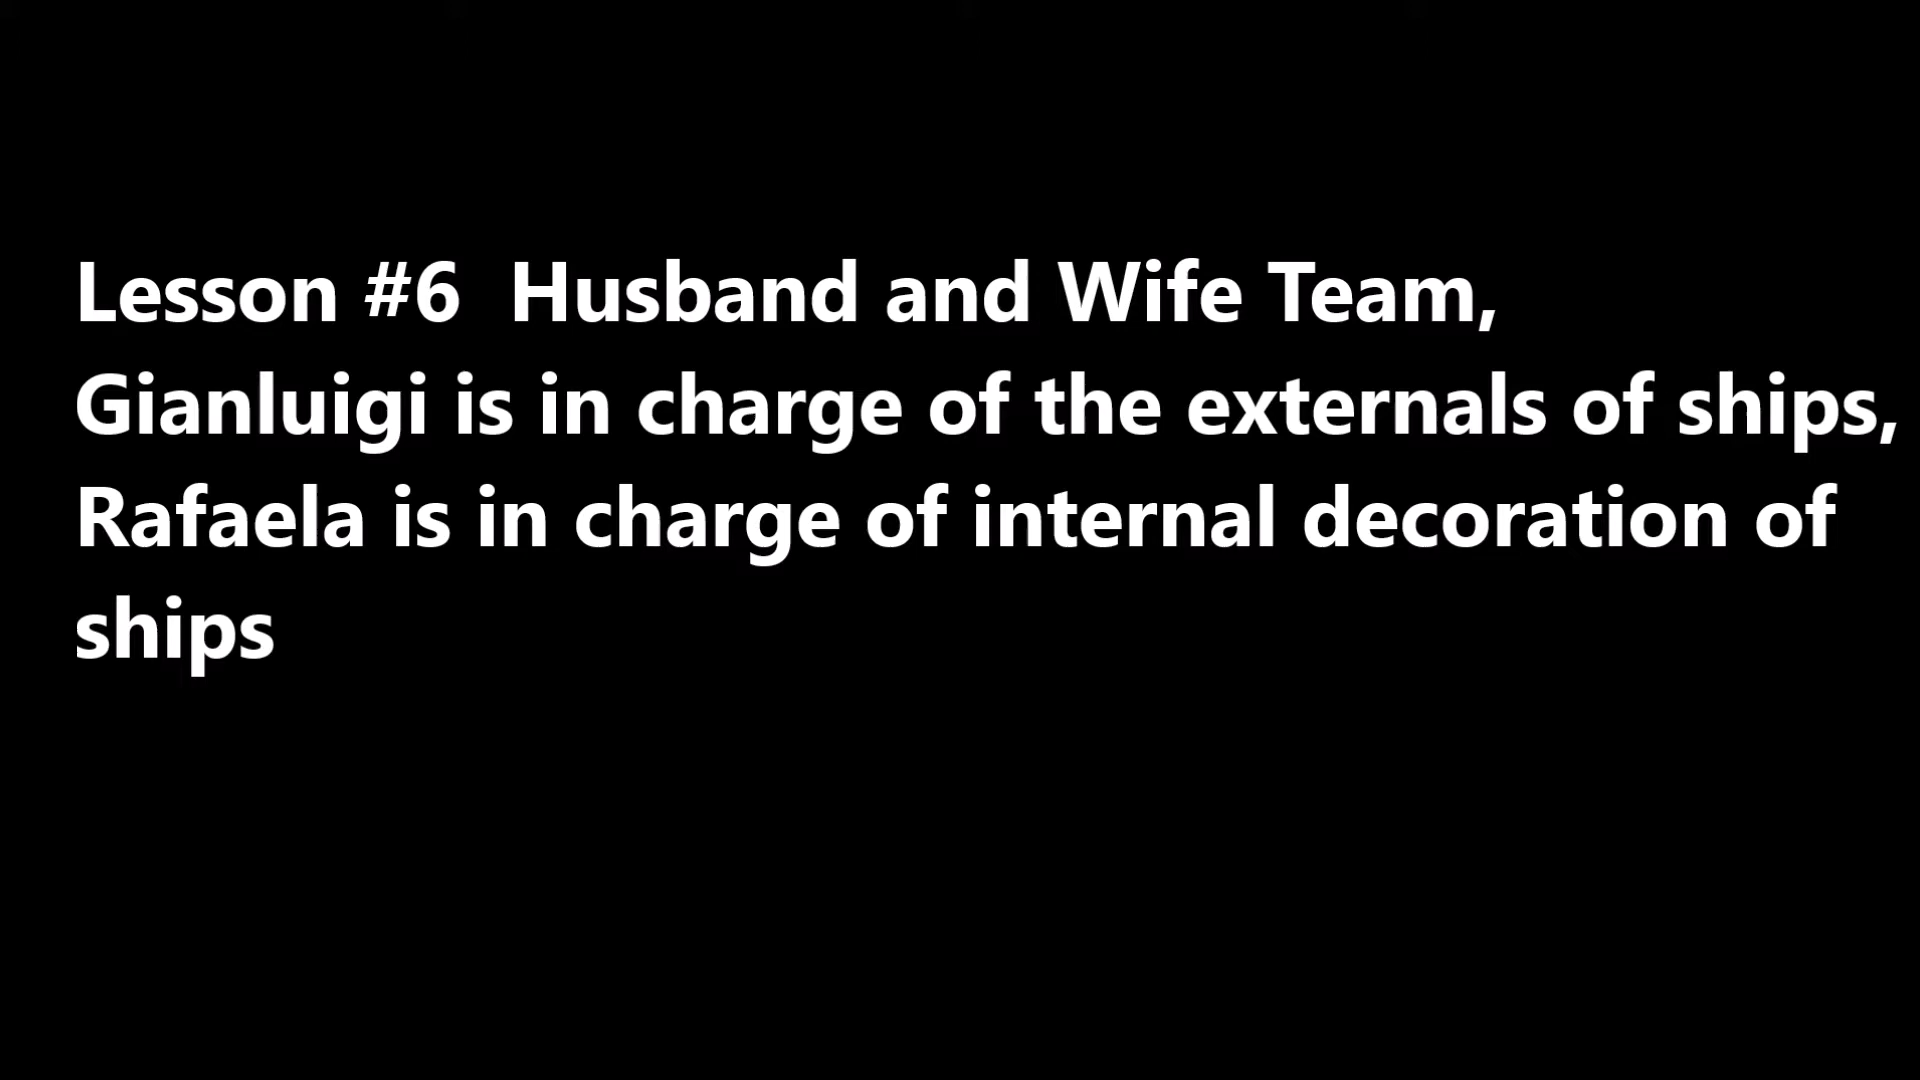 Lesson #6  Husband and Wife Team,
Gianluigi is in charge of the externals of ships,
Rafaela is in charge of internal decoration of
ships